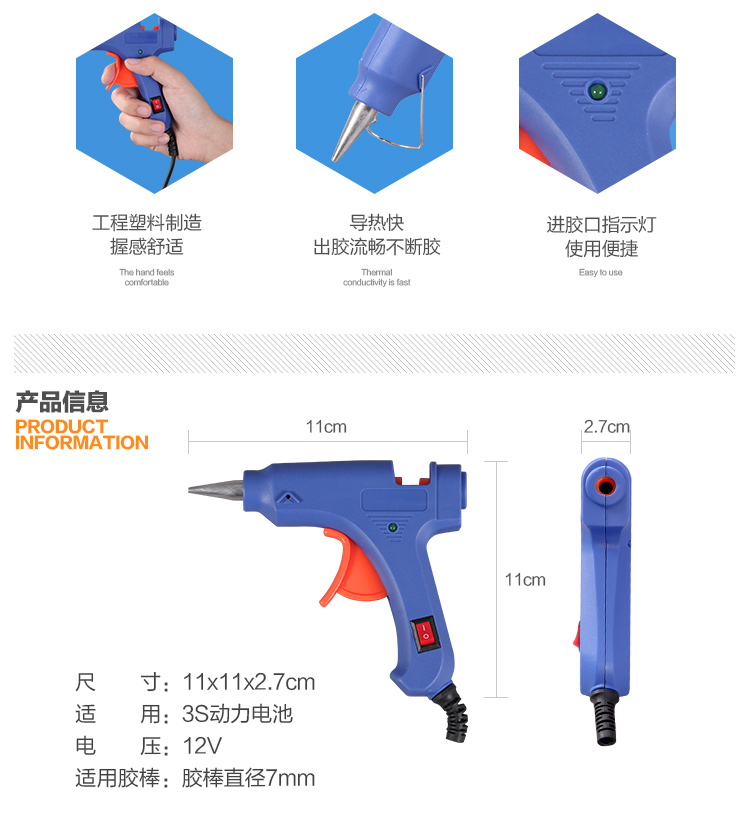 工程塑料制造
握感舒适
The hand feels
comfortable
导热快
出胶流畅不断胶
Thermal
conductivity is fast
进胶口指示灯
使用便捷
Easy to use
产品信息
PRODUCT
INFORMATION
11cm
2.7cm
11cm
尺 寸：11x11x2.7cm
适 用：3S动力电池
电 压：12V
适用胶棒：胶棒直径7mm